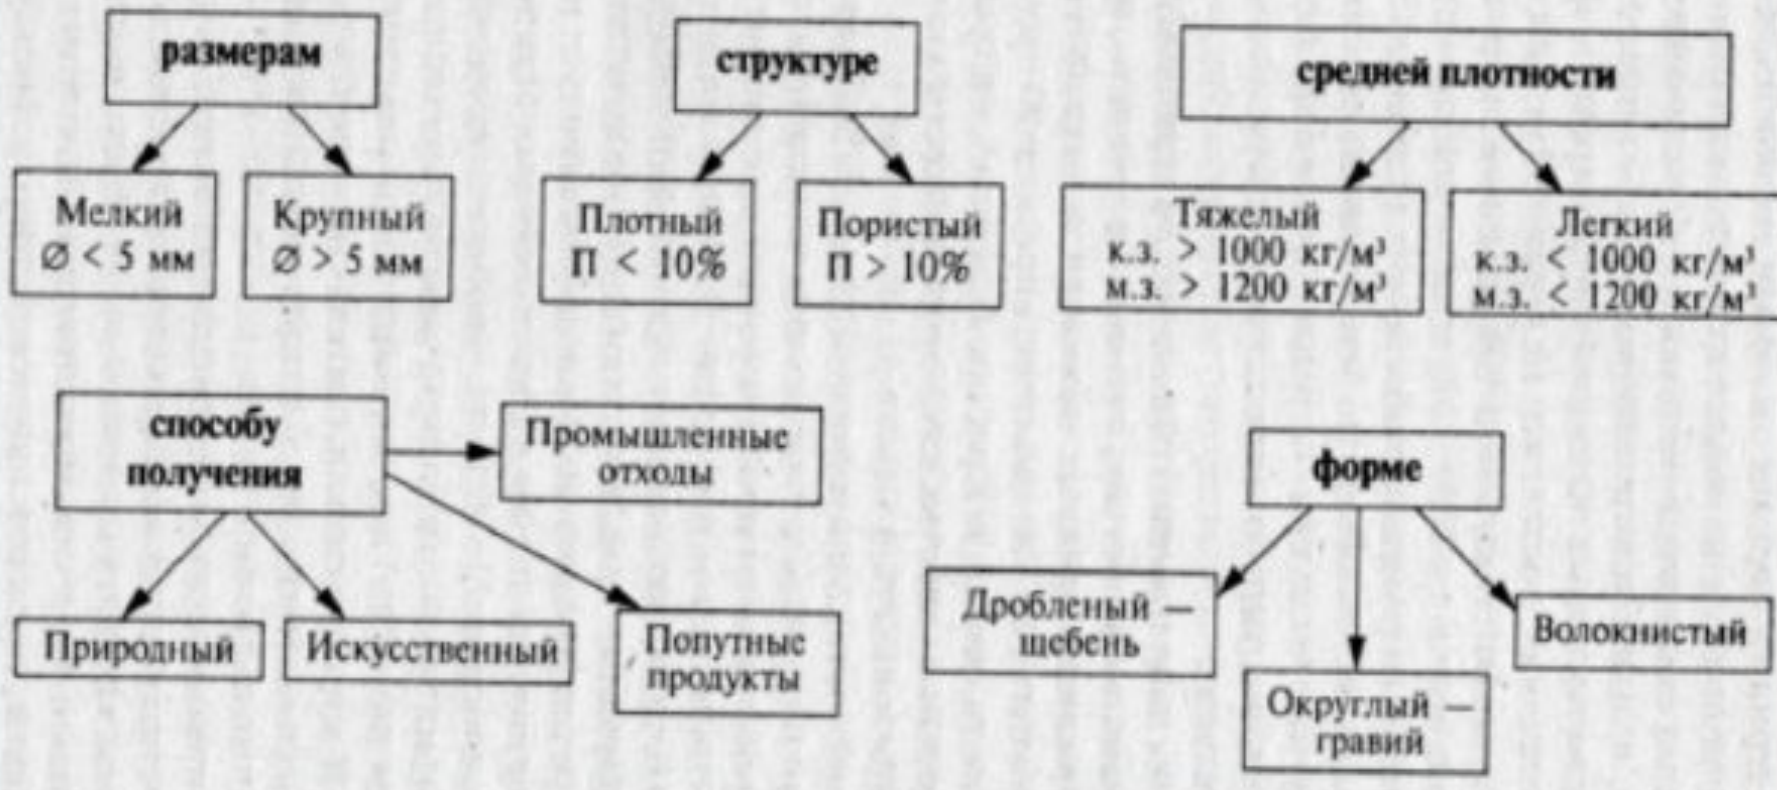 размерам
Мелкий
Ø < 5 мм
Крупный
Ø > 5 мм
структуре
Плотный
П < 10%
Пористый
П > 10%
средней плотности
Тяжелый
к.з. > 1000 кг/м³
м.з. > 1200 кг/м³
Легкий
к.з. < 1000 кг/м³
м.з. < 1200 кг/м³
способу
получения
Промышленные
отходы
Природный
Искусственный
Попутные
продукты
форме
Дробленый —
щебень
Округлый —
гравий
Волокнистый